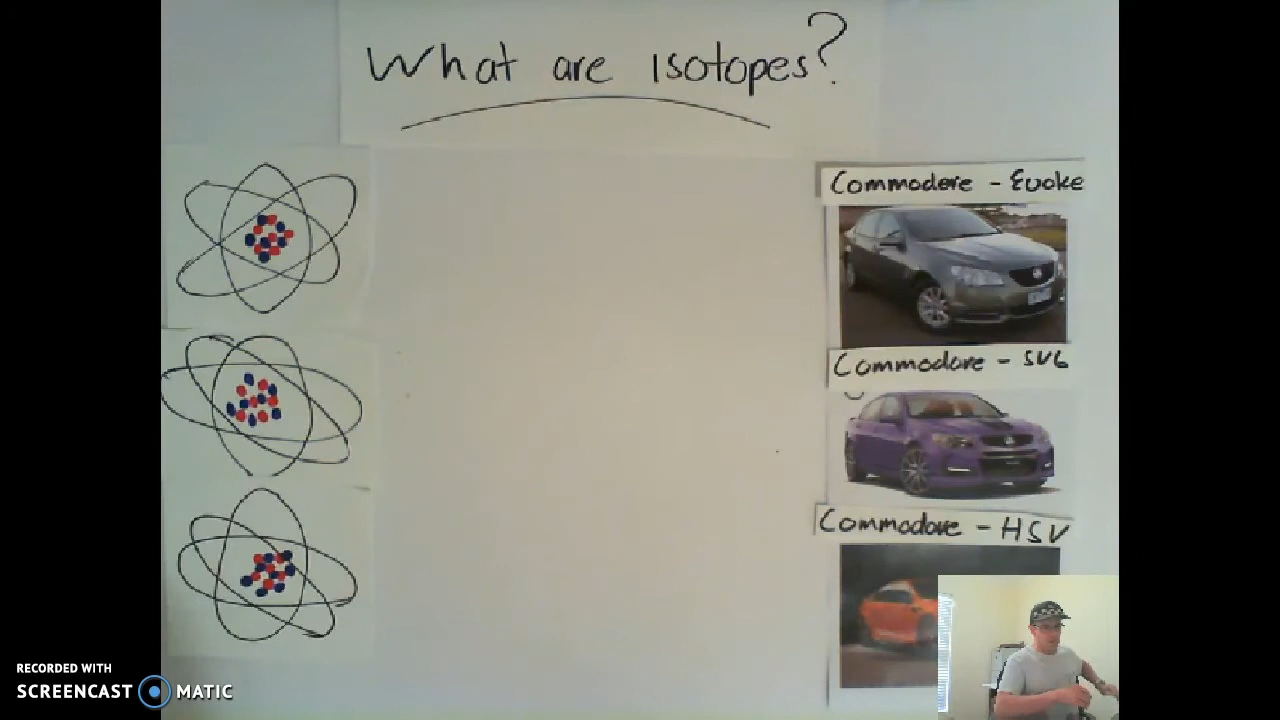 What are isotopes?
Commodore - Evoke
Commodore - SV6
Commodore - HSV
RECORDED WITH
SCREENCAST MATIC